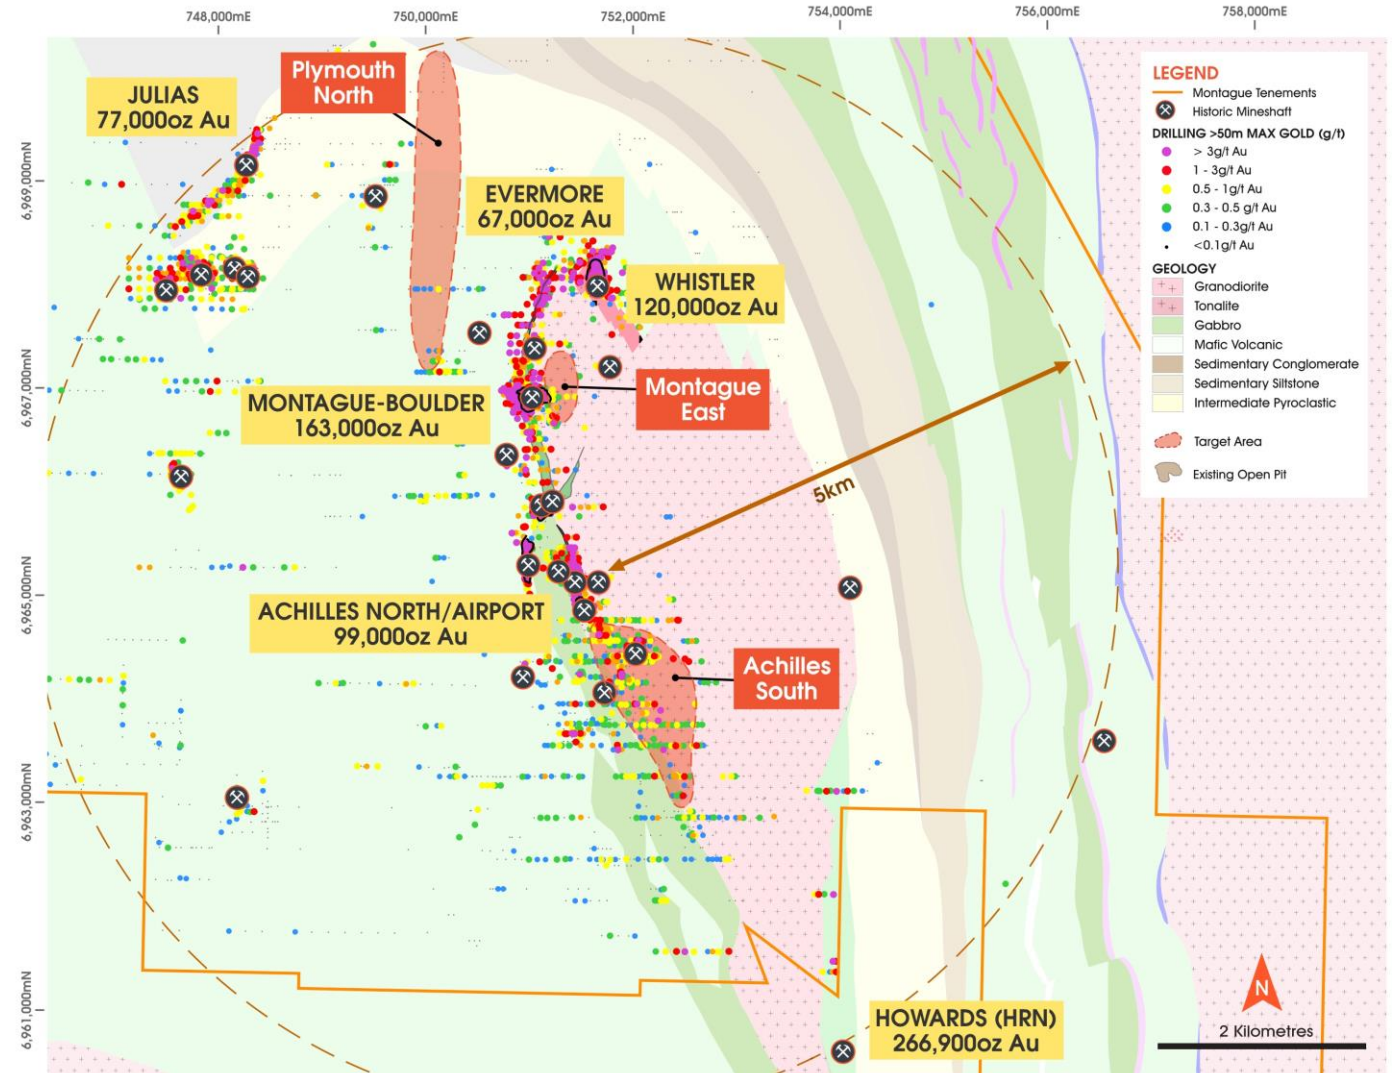 748,000mE
750,000mE
752,000mE
754,000mE
756,000mE
758,000mE
6,969,000mN
6,967,000mN
6,965,000mN
6,963,000mN
6,961,000mN
JULIAS
77,000oz Au
Plymouth
North
EVERMORE
67,000oz Au
WHISTLER
120,000oz Au
MONTAGUE-BOULDER
163,000oz Au
Montague
East
5km
ACHILLES NORTH/AIRPORT
99,000oz Au
Achilles
South
HOWARDS (HRN)
266,900oz Au
LEGEND
Montague Tenements
Historic Mineshaft
DRILLING >50m MAX GOLD (g/t)
> 3g/t Au
1 - 3g/t Au
0.5 - 1g/t Au
0.3 - 0.5 g/t Au
0.1 - 0.3g/t Au
<0.1g/t Au
GEOLOGY
Granodiorite
Tonalite
Gabbro
Mafic Volcanic
Sedimentary Conglomerate
Sedimentary Siltstone
Intermediate Pyroclastic
Target Area
Existing Open Pit
N
2 Kilometres